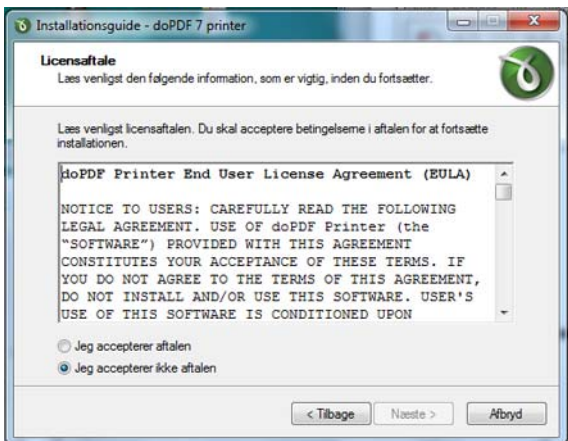 Installationsguide - doPDF 7 printer
Licensaftale
Læs venligst den følgende information, som er vigtig, inden du fortsætter.
Læs venligst licensaftalen. Du skal acceptere betingelserne i aftalen for at fortsætte
installationen.
doPDF Printer End User License Agreement (EULA)
NOTICE TO USERS: CAREFULLY READ THE FOLLOWING
LEGAL AGREEMENT. USE OF doPDF Printer (the
“SOFTWARE”) PROVIDED WITH THIS AGREEMENT
CONSTITUTES YOUR ACCEPTANCE OF THESE TERMS. IF
YOU DO NOT AGREE TO THE TERMS OF THIS AGREEMENT,
DO NOT INSTALL AND/OR USE THIS SOFTWARE. USER'S
USE OF THIS SOFTWARE IS CONDITIONED UPON
Jeg accepterer aftalen
Jeg accepterer ikke aftalen
< Tilbage
Næste >
Afbryd